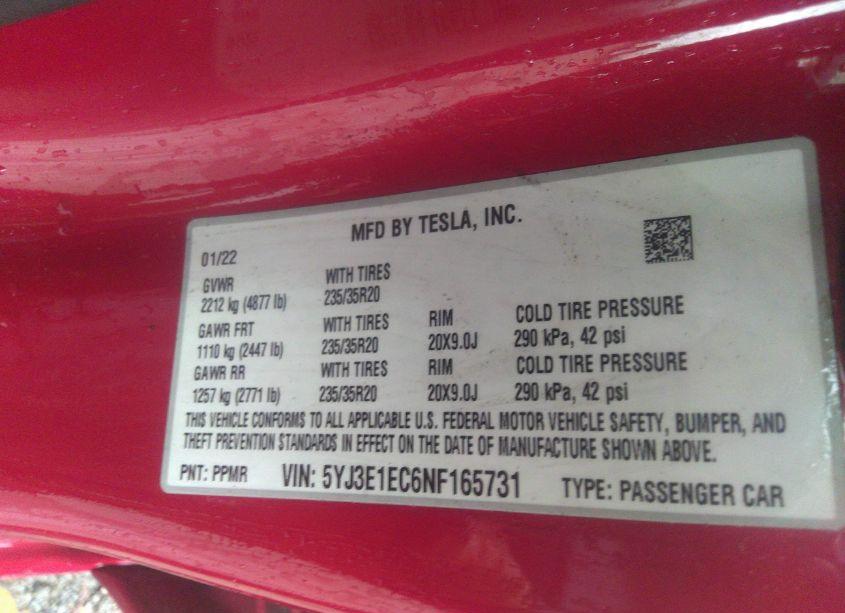 MFD BY TESLA, INC.
01/22
GVWR WITH TIRES
2212 kg (4877 lb) 235/35R20
GAWR FRT WITH TIRES RIM COLD TIRE PRESSURE
1110 kg (2447 lb) 235/35R20 20X9.0J 290 kPa, 42 psi
GAWR RR WITH TIRES RIM COLD TIRE PRESSURE
1257 kg (2771 lb) 235/35R20 20X9.0J 290 kPa, 42 psi
THIS VEHICLE CONFORMS TO ALL APPLICABLE U.S. FEDERAL MOTOR VEHICLE SAFETY, BUMPER, AND
THEFT PREVENTION STANDARDS IN EFFECT ON THE DATE OF MANUFACTURE SHOWN ABOVE.
PNT: PPMR VIN: 5YJ3E1EC6NF165731 TYPE: PASSENGER CAR